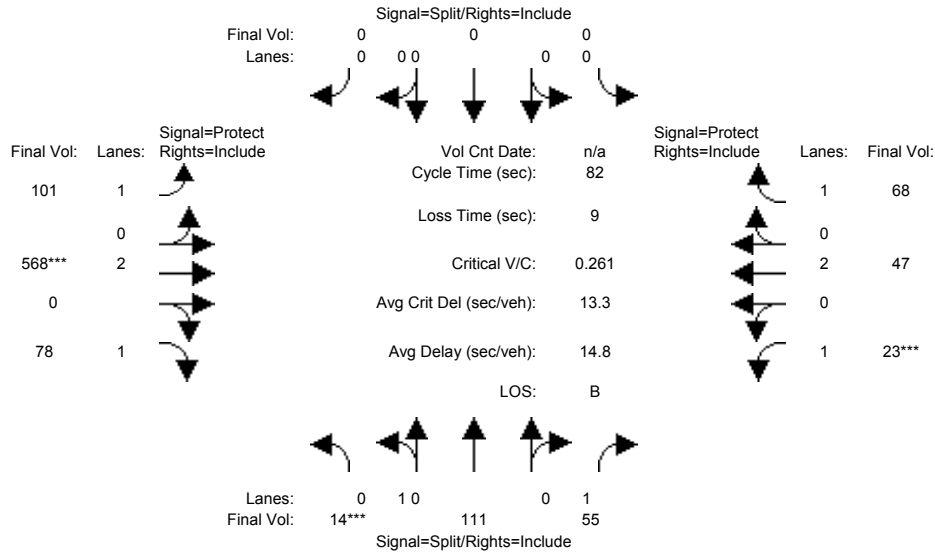 Signal=Split/Rights=Include
Final Vol: 0 0 0
Lanes: 0 0 0 0 0
Signal=Protect Signal=Protect
Final Vol: Lanes: Rights=Include Vol Cnt Date: n/a Rights=Include Lanes: Final Vol:
Cycle Time (sec): 82
101 1 1 68
Loss Time (sec): 9
0 0
568*** 2 Critical V/C: 0.261 2 47
0 Avg Crit Del (sec/veh): 13.3 0
78 1 Avg Delay (sec/veh): 14.8 1 23***
LOS: B
Lanes: 0 1 0 0 1
Final Vol: 14*** 111 55
Signal=Split/Rights=Include